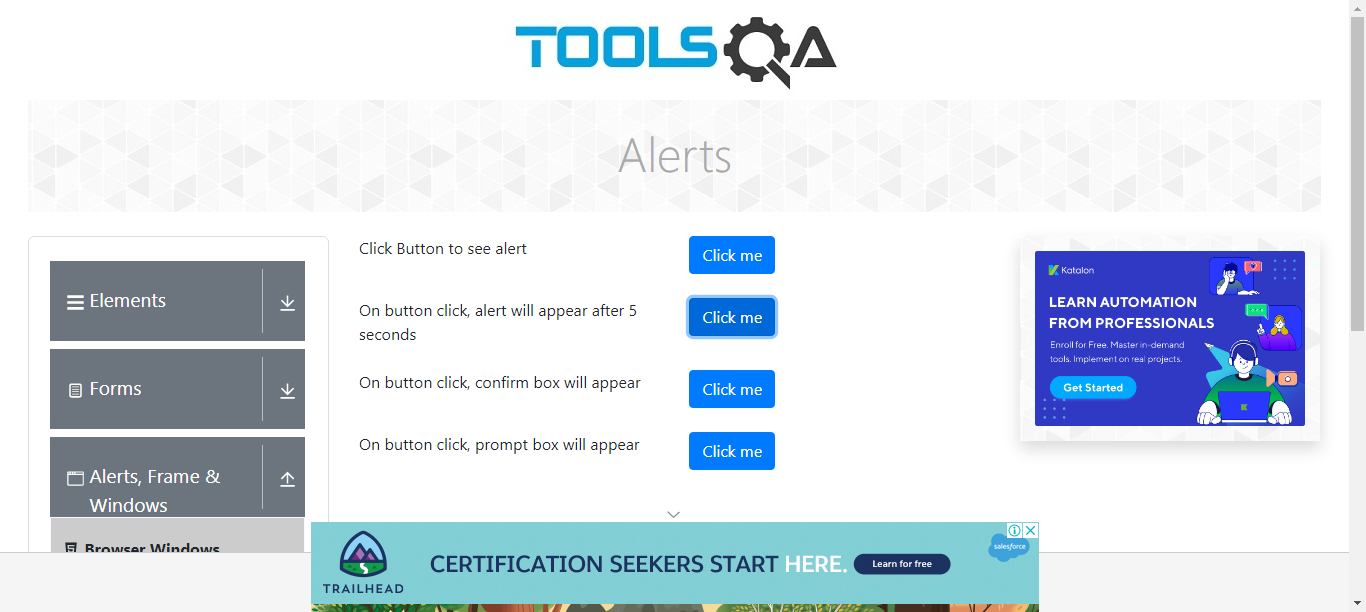 TOOLSQA
Alerts
Elements
Forms
Alerts, Frame &
Windows
Browser Windows
Click Button to see alert
Click me
On button click, alert will appear after 5
seconds
Click me
On button click, confirm box will appear
Click me
On button click, prompt box will appear
Click me
Katalon
LEARN AUTOMATION
FROM PROFESSIONALS
Enroll for Free. Master in-demand
tools. Implement on real projects.
Get Started
TRAILHEAD
CERTIFICATION SEEKERS START HERE.
Learn for free
salesforce